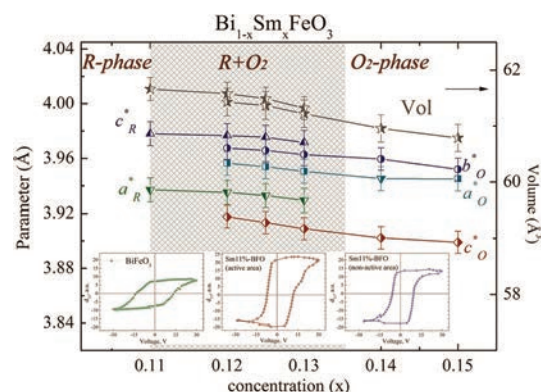 Bi1-xSmxFeO3
R-phase R+O2 O2-phase
4.04
4.00
3.96
3.92
3.88
3.84
Parameter (Å)
62
60
58
Volume (Å3)
Vol
c*R
a*R
b*O
a*O
c*O
BiFeO3
Voltage, V
Sm11%-BFO
(active area)
Voltage, V
Sm11%-BFO
(non-active area)
Voltage, V
0.11 0.12 0.13 0.14 0.15
concentration (x)